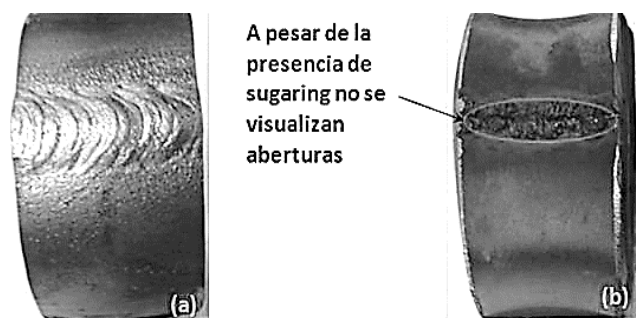 A pesar de la
presencia de
sugaring no se
visualizan
aberturas
(a)
(b)